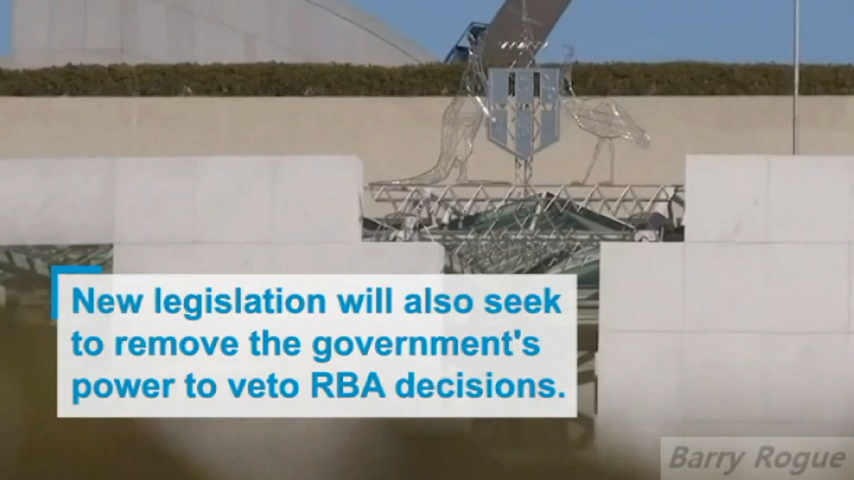 New legislation will also seek
to remove the government's
power to veto RBA decisions.
Barry Rogue